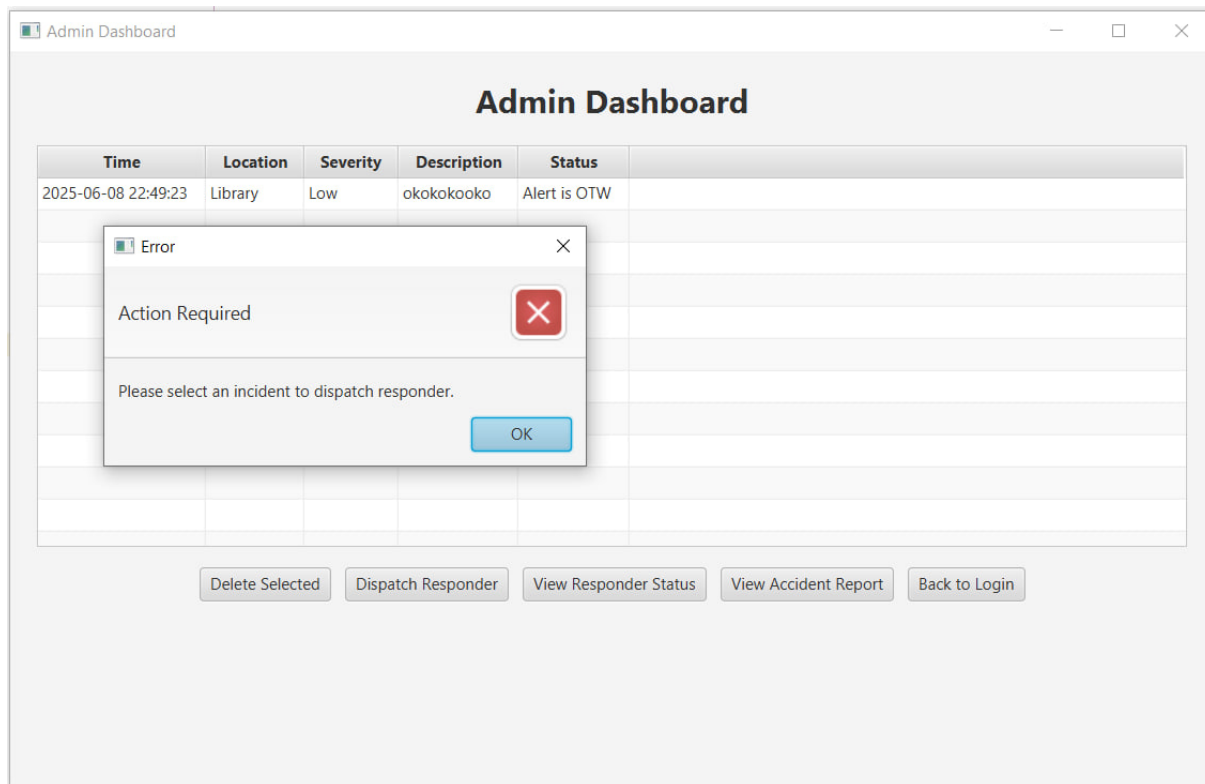 Admin Dashboard
Admin Dashboard
Time Location Severity Description Status
2025-06-08 22:49:23 Library Low okokokooko Alert is OTW
Error
Action Required
Please select an incident to dispatch responder.
OK
Delete Selected Dispatch Responder View Responder Status View Accident Report Back to Login